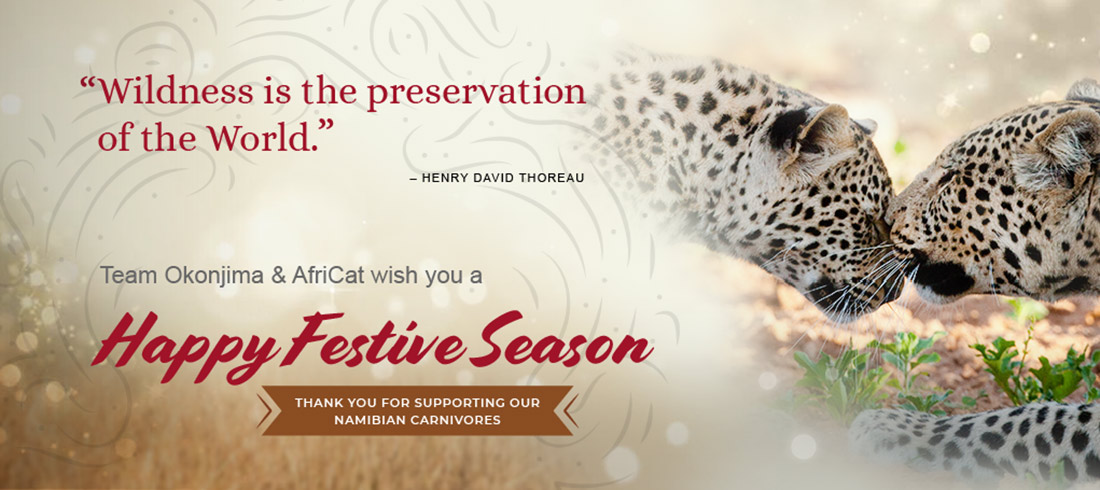 “Wildness is the preservation
of the World.”
– HENRY DAVID THOREAU
Team Okonjima & AfriCat wish you a
Happy Festive Season
THANK YOU FOR SUPPORTING OUR
NAMIBIAN CARNIVORES